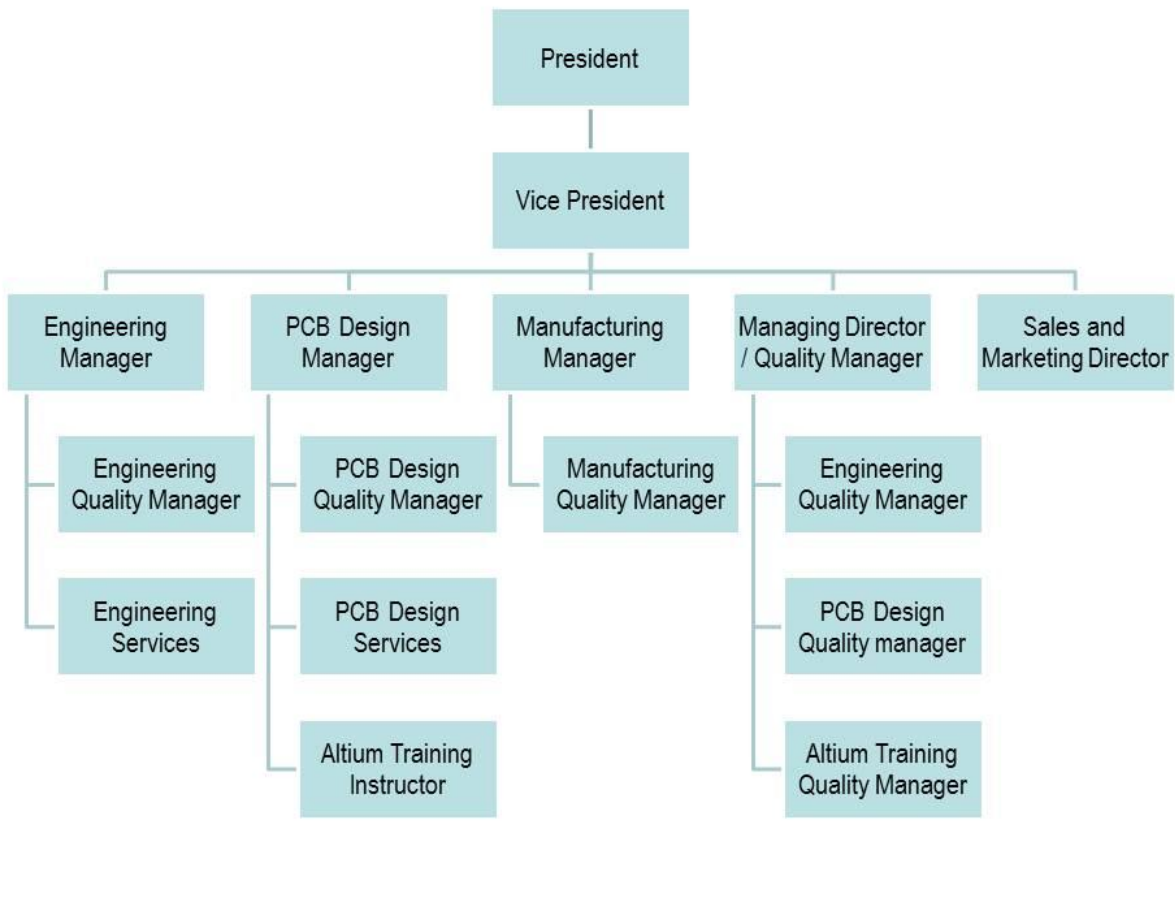 President
Vice President
Engineering
Manager
PCB Design
Manager
Manufacturing
Manager
Managing Director
/ Quality Manager
Sales and
Marketing Director
Engineering
Quality Manager
PCB Design
Quality Manager
Manufacturing
Quality Manager
Engineering
Quality Manager
Engineering
Services
PCB Design
Services
PCB Design
Quality manager
Altium Training
Instructor
Altium Training
Quality Manager